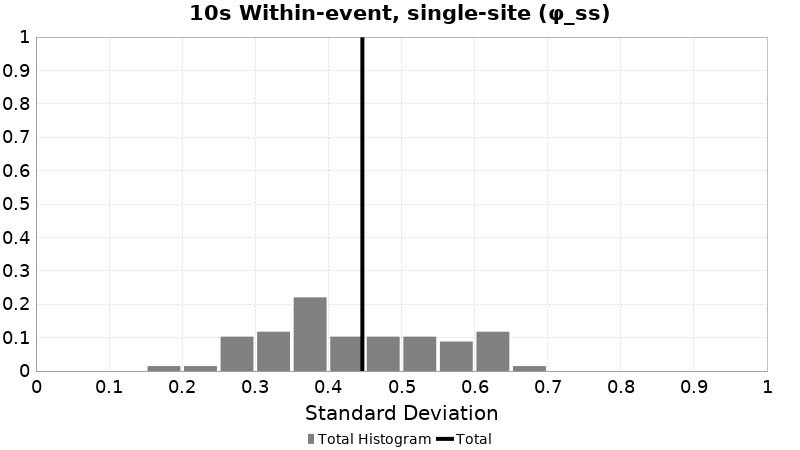 10s Within-event, single-site (φ_ss)
1
0.9
0.8
0.7
0.6
0.5
0.4
0.3
0.2
0.1
0
0 0.1 0.2 0.3 0.4 0.5 0.6 0.7 0.8 0.9 1
Standard Deviation
Total Histogram Total